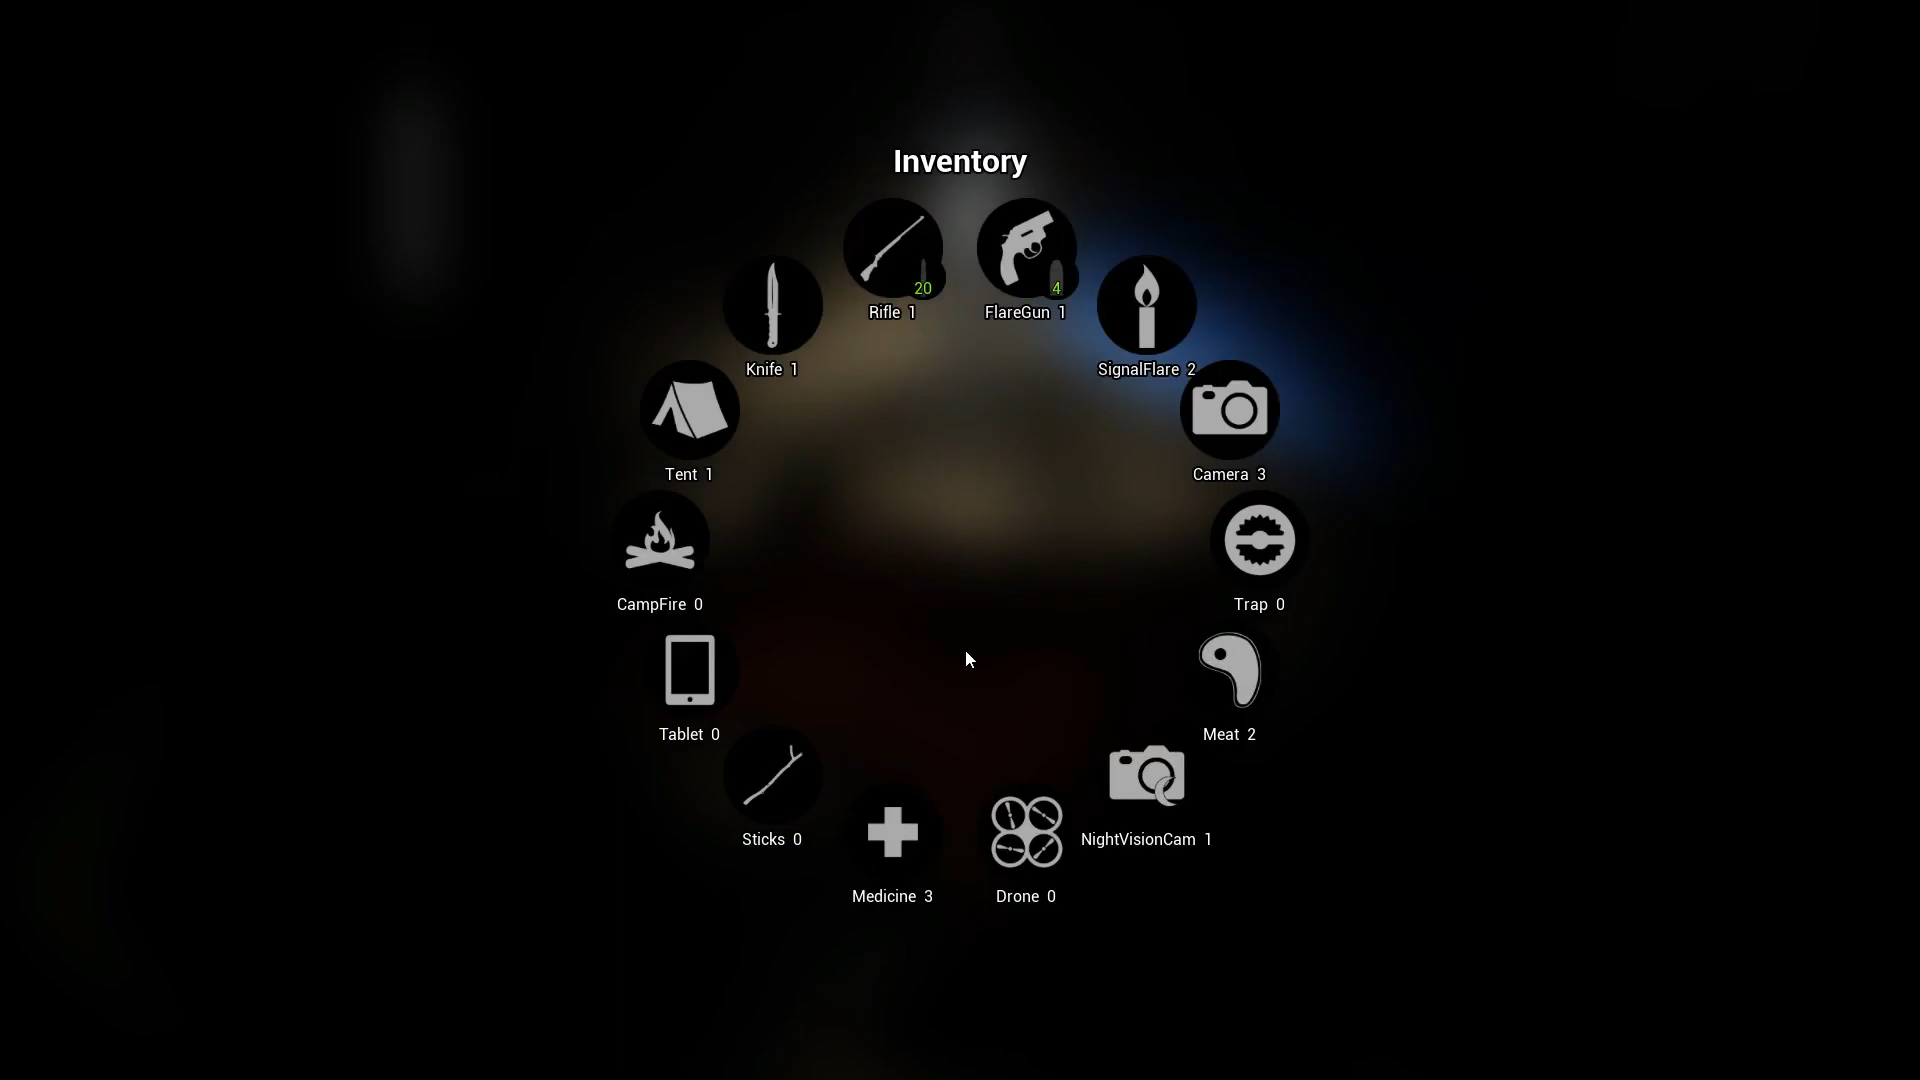 Inventory
20
4
Rifle 1
FlareGun 1
Knife 1
SignalFlare 2
Tent 1
Camera 3
CampFire 0
Trap 0
Tablet 0
Meat 2
Sticks 0
NightVisionCam 1
Medicine 3
Drone 0